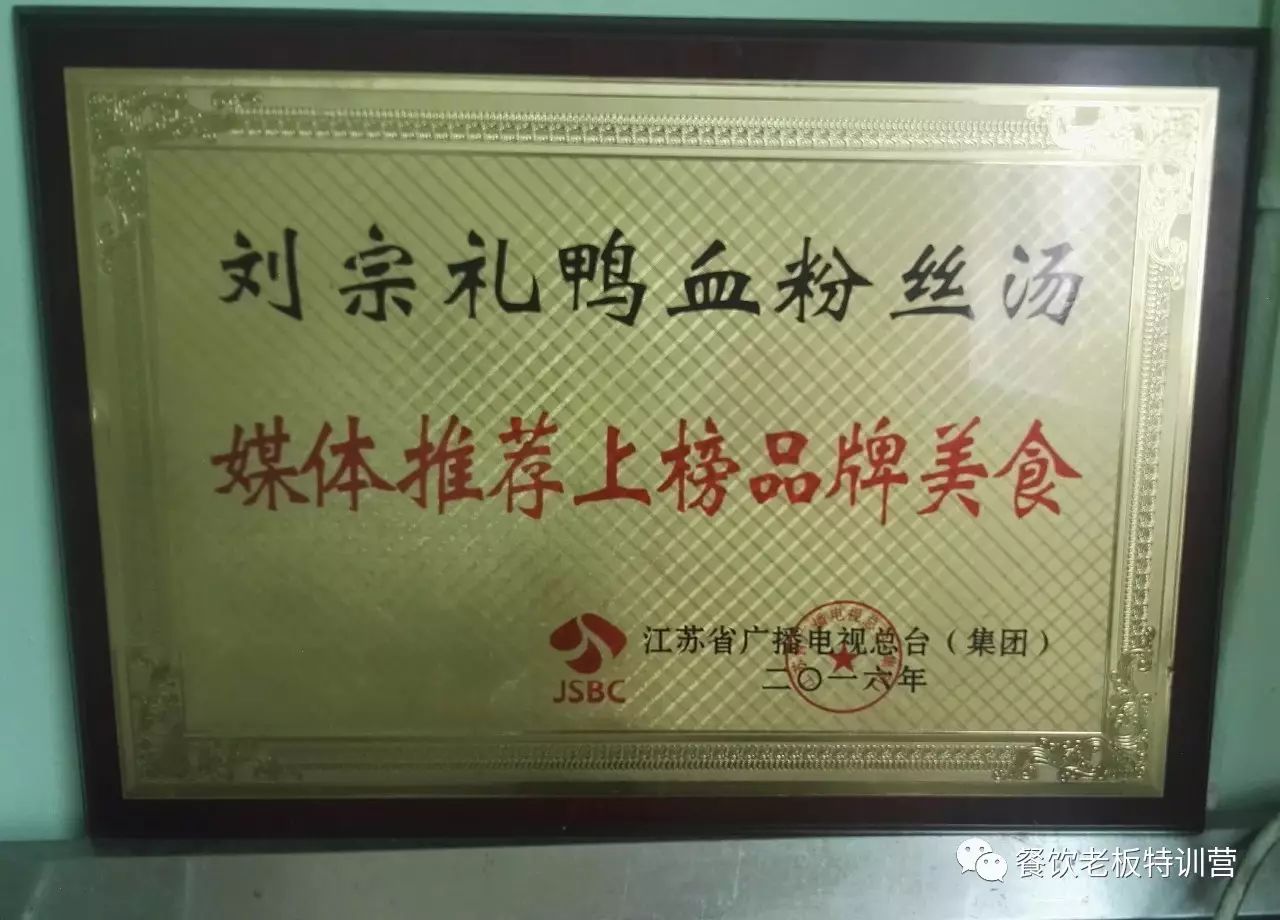 刘宗礼鸭血粉丝汤
媒体推荐上榜品牌美食
JSBC
江苏省广播电视总台（集团）
二〇一六年
餐饮老板特训营